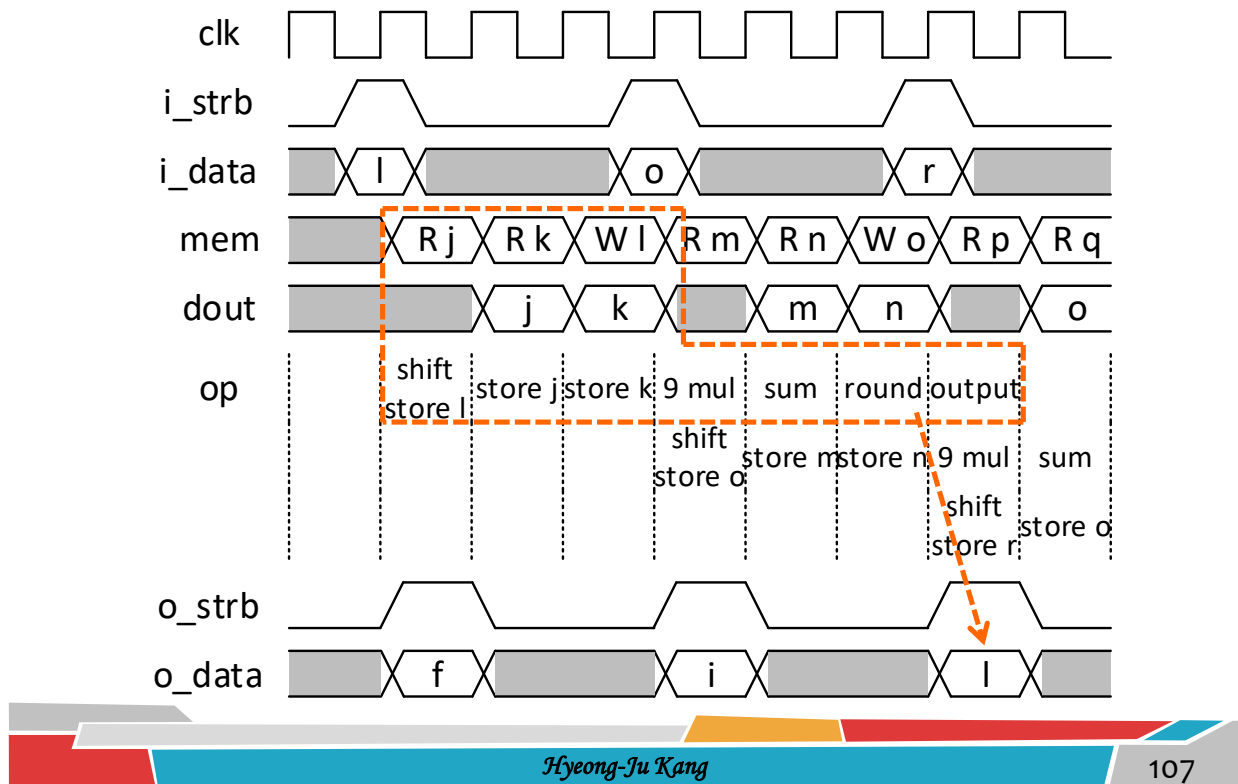 clk
i_strb
i_data l o r
mem R j R k W l R m R n W o R p R q
dout j k m n o
op shift store l store j store k 9 mul sum round output
shift store o store m store n 9 mul sum
shift store r store o
o_strb
o_data f i l
Hyeong-Ju Kang
107